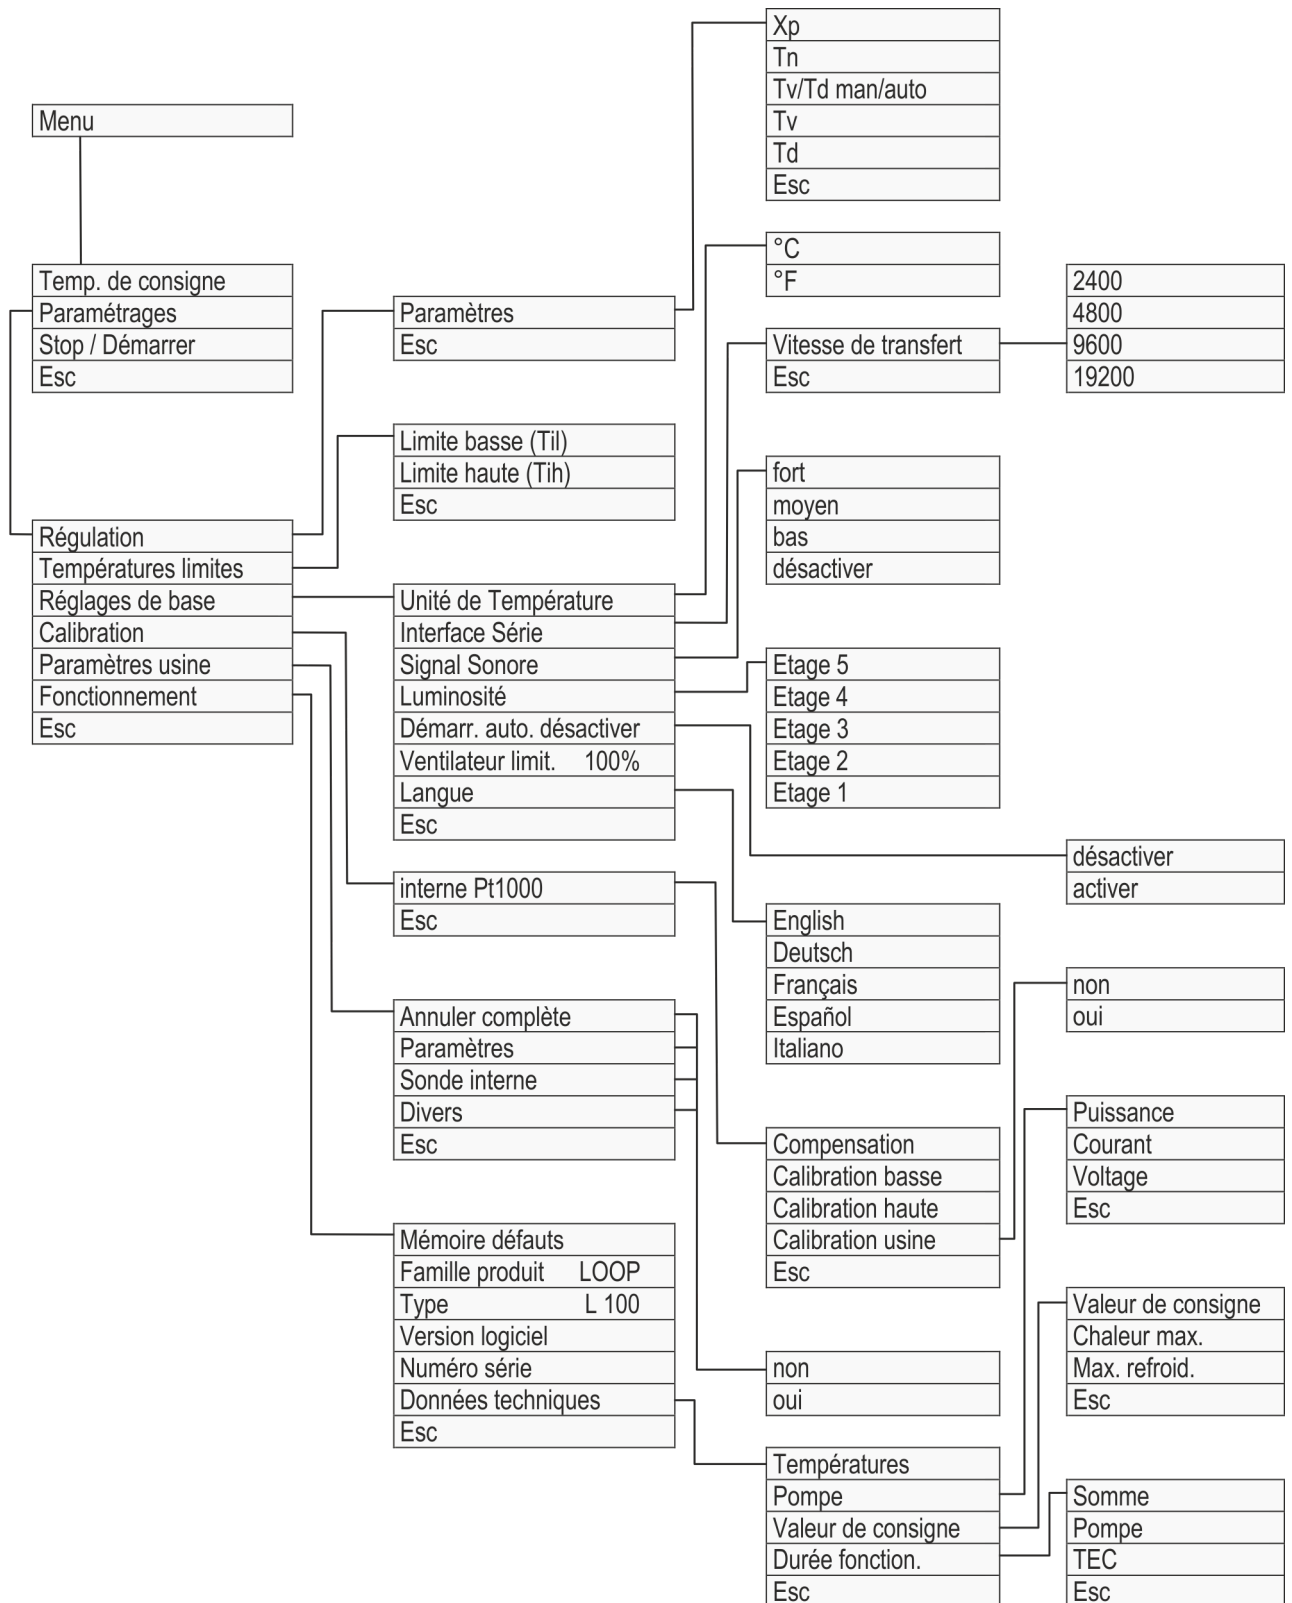 Menu
Temp. de consigne
Paramétrages
Stop / Démarrer
Esc
Régulation
Températures limites
Réglages de base
Calibration
Paramètres usine
Fonctionnement
Esc
Paramètres
Esc
Limite basse (Til)
Limite haute (Tih)
Esc
Unité de Température
Interface Série
Signal Sonore
Luminosité
Démarr. auto. désactiver
Ventilateur limit. 100%
Langue
Esc
interne Pt1000
Esc
Annuler complète
Paramètres
Sonde interne
Divers
Esc
Mémoire défauts
Famille produit LOOP
Type L 100
Version logiciel
Numéro série
Données techniques
Esc
Xp
Tn
Tv/Td man/auto
Tv
Td
Esc
°C
°F
Vitesse de transfert
Esc
fort
moyen
bas
désactiver
Etage 5
Etage 4
Etage 3
Etage 2
Etage 1
English
Deutsch
Français
Español
Italiano
Compensation
Calibration basse
Calibration haute
Calibration usine
Esc
non
oui
Températures
Pompe
Valeur de consigne
Durée fonction.
Esc
2400
4800
9600
19200
désactiver
activer
non
oui
Puissance
Courant
Voltage
Esc
Valeur de consigne
Chaleur max.
Max. refroid.
Esc
Somme
Pompe
TEC
Esc